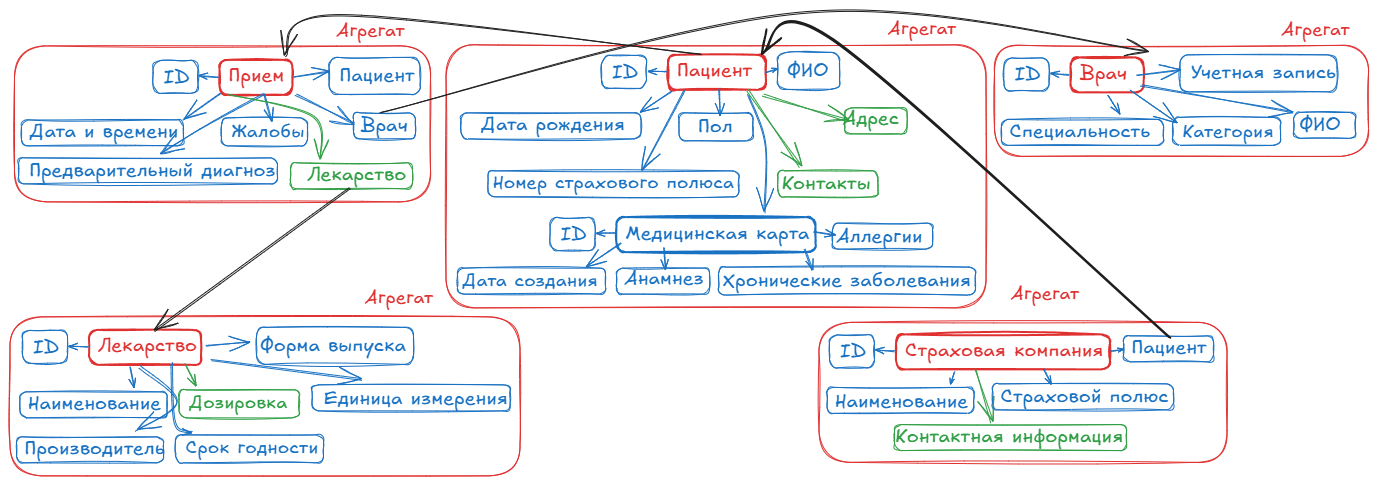 Агрегат
ID
Прием
Пациент
Дата и времени
Жалобы
Врач
Предварительный диагноз
Лекарство
Агрегат
ID
Пациент
ФИО
Дата рождения
Пол
Адрес
Номер страхового полюса
Контакты
ID
Медицинская карта
Аллергии
Дата создания
Анамнез
Хронические заболевания
Агрегат
ID
Врач
Учетная запись
Специальность
Категория
ФИО
Агрегат
ID
Лекарство
Форма выпуска
Наименование
Дозировка
Единица измерения
Производитель
Срок годности
Агрегат
ID
Страховая компания
Пациент
Наименование
Страховой полюс
Контактная информация